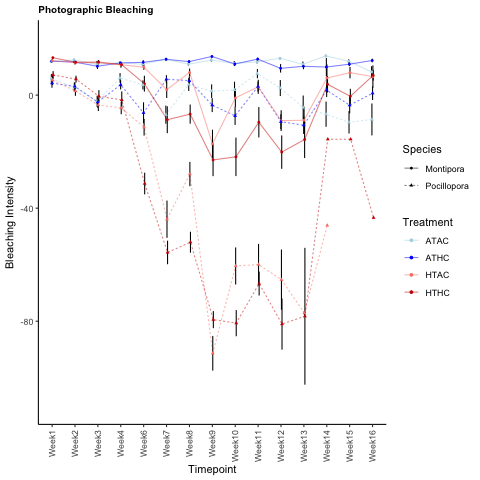 Photographic Bleaching
Bleaching Intensity
0
-40
-80
Week1
Week2
Week3
Week4
Week6
Week7
Week8
Week9
Week10
Week11
Week12
Week13
Week14
Week15
Week16
Timepoint
Species
Montipora
Pocillopora
Treatment
ATAC
ATHC
HTAC
HTHC